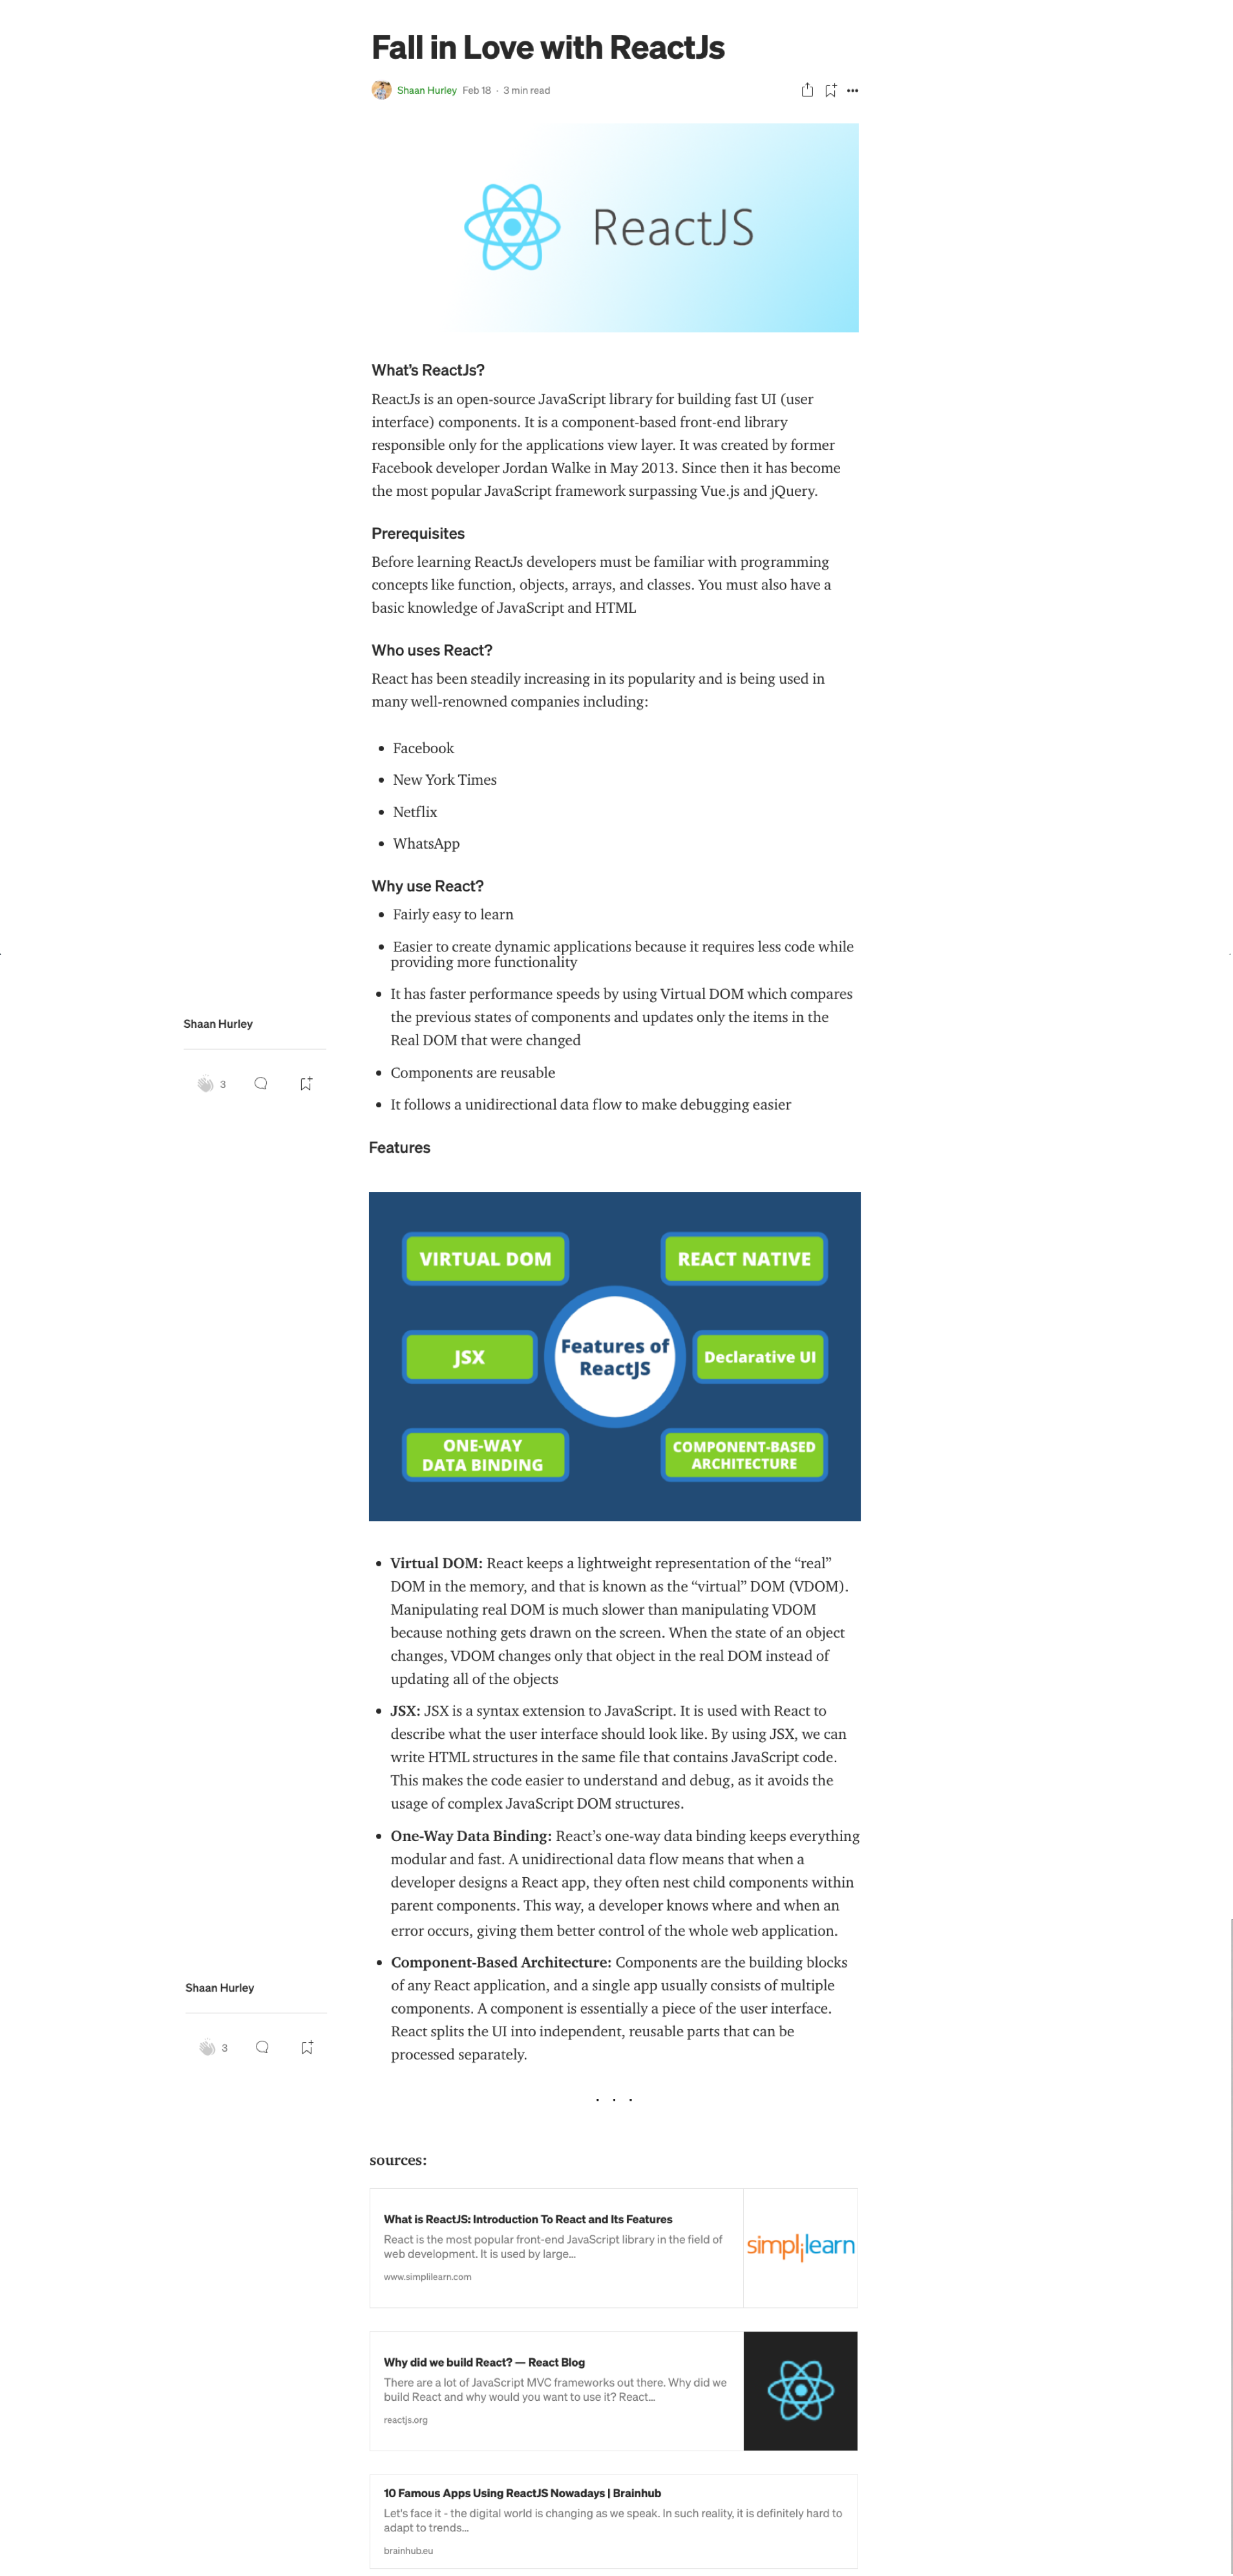 Fall in Love with ReactJs
Shaan Hurley Feb 18 · 3 min read
ReactJS
What's ReactJs?
ReactJs is an open-source JavaScript library for building fast UI (user
interface) components. It is a component-based front-end library
responsible only for the applications view layer. It was created by former
Facebook developer Jordan Walke in May 2013. Since then it has become
the most popular JavaScript framework surpassing Vue.js and jQuery.
Prerequisites
Before learning ReactJs developers must be familiar with programming
concepts like function, objects, arrays, and classes. You must also have a
basic knowledge of JavaScript and HTML
Who uses React?
React has been steadily increasing in its popularity and is being used in
many well-renowned companies including:
• Facebook
• New York Times
• Netflix
• WhatsApp
Why use React?
• Fairly easy to learn
• Easier to create dynamic applications because it requires less code while
providing more functionality
• It has faster performance speeds by using Virtual DOM which compares
the previous states of components and updates only the items in the
Real DOM that were changed
Shaan Hurley
3
• Components are reusable
• It follows a unidirectional data flow to make debugging easier
Features
VIRTUAL DOM
REACT NATIVE
JSX
Features of
ReactJS
Declarative UI
ONE-WAY
DATA BINDING
COMPONENT-BASED
ARCHITECTURE
• Virtual DOM: React keeps a lightweight representation of the “real”
DOM in the memory, and that is known as the “virtual” DOM (VDOM).
Manipulating real DOM is much slower than manipulating VDOM
because nothing gets drawn on the screen. When the state of an object
changes, VDOM changes only that object in the real DOM instead of
updating all of the objects
• JSX: JSX is a syntax extension to JavaScript. It is used with React to
describe what the user interface should look like. By using JSX, we can
write HTML structures in the same file that contains JavaScript code.
This makes the code easier to understand and debug, as it avoids the
usage of complex JavaScript DOM structures.
• One-Way Data Binding: React’s one-way data binding keeps everything
modular and fast. A unidirectional data flow means that when a
developer designs a React app, they often nest child components within
parent components. This way, a developer knows where and when an
error occurs, giving them better control of the whole web application.
• Component-Based Architecture: Components are the building blocks
of any React application, and a single app usually consists of multiple
components. A component is essentially a piece of the user interface.
React splits the UI into independent, reusable parts that can be
processed separately.
Shaan Hurley
3
. . .
sources:
What is ReactJS: Introduction To React and Its Features
React is the most popular front-end JavaScript library in the field of
web development. It is used by large...
www.simplilearn.com
simplilearn
Why did we build React? — React Blog
There are a lot of JavaScript MVC frameworks out there. Why did we
build React and why would you want to use it? React...
reactjs.org
10 Famous Apps Using ReactJS Nowadays | Brainhub
Let's face it - the digital world is changing as we speak. In such reality, it is definitely hard to
adapt to trends...
brainhub.eu